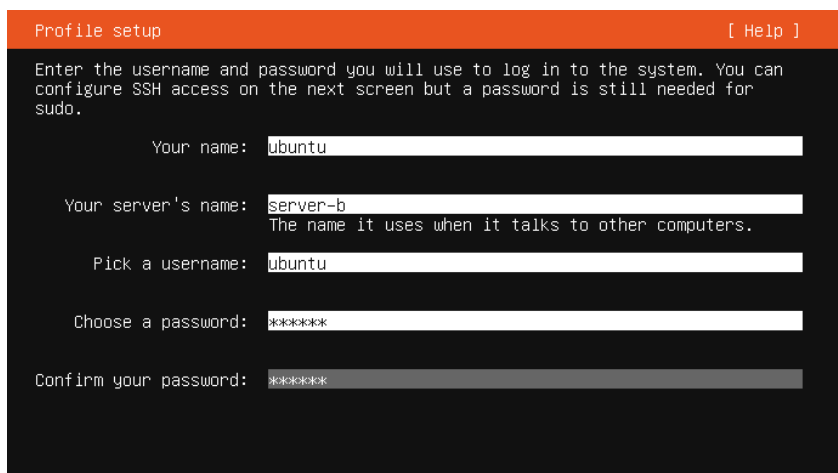 Profile setup [ Help ]
Enter the username and password you will use to log in to the system. You can
configure SSH access on the next screen but a password is still needed for
sudo.
Your name: ubuntu
Your server's name: server-b
The name it uses when it talks to other computers.
Pick a username: ubuntu
Choose a password: ******
Confirm your password: ******